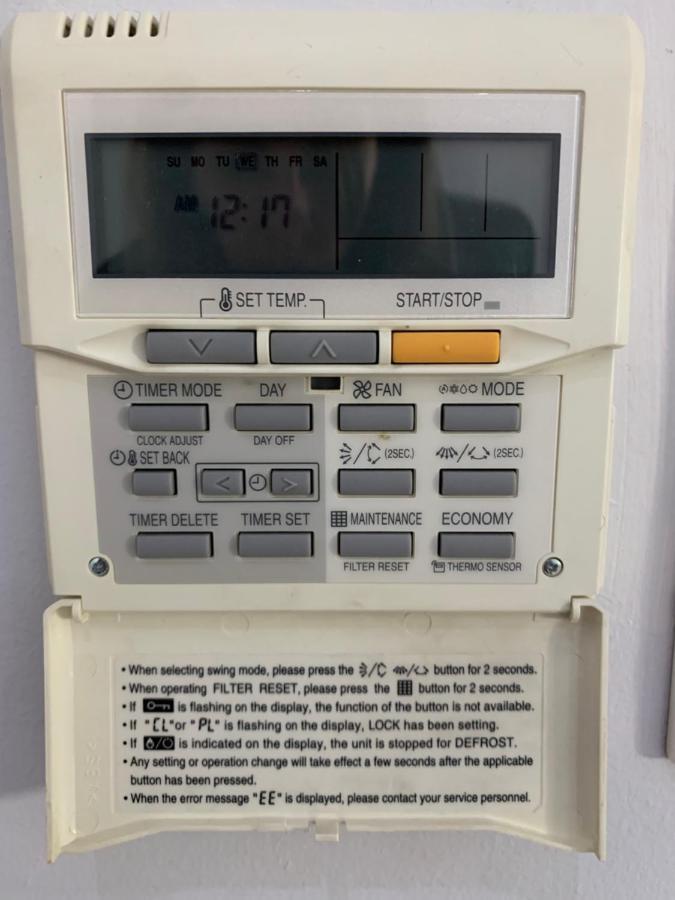 SU MO TU WE TH FR SA
AM 12:17
SET TEMP.
START/STOP
TIMER MODE
DAY
FAN
MODE
CLOCK ADJUST
DAY OFF
SET BACK
(2SEC.)
(2SEC.)
TIMER DELETE
TIMER SET
MAINTENANCE
ECONOMY
FILTER RESET
THERMO SENSOR
• When selecting swing mode, please press the / / button for 2 seconds.
• When operating FILTER RESET, please press the button for 2 seconds.
• If is flashing on the display, the function of the button is not available.
• If "CL" or "PL" is flashing on the display, LOCK has been setting.
• If is indicated on the display, the unit is stopped for DEFROST.
• Any setting or operation change will take effect a few seconds after the applicable
button has been pressed.
• When the error message "EE" is displayed, please contact your service personnel.